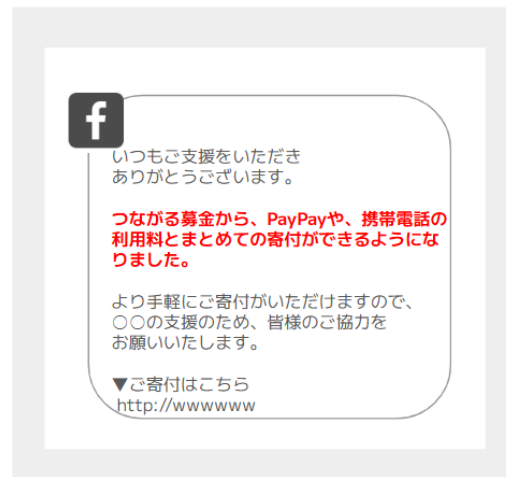 f
いつもご支援をいただき
ありがとうございます。
つながる募金から、PayPayや、携帯電話の
利用料とまとめての寄付ができるようにな
りました。
より手軽にご寄付がいただけますので、
○○の支援のため、皆様のご協力を
お願いいたします。
▼ご寄付はこちら
http://wwwwww